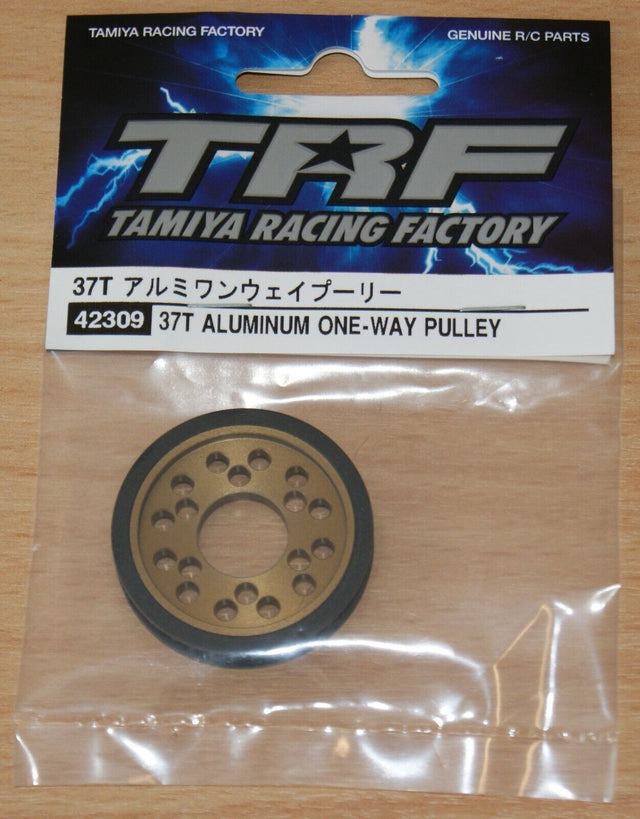 TAMIYA RACING FACTORY
GENUINE R/C PARTS
TRF
TAMIYA RACING FACTORY
37T アルミワンウェイプーリー
42309 37T ALUMINUM ONE-WAY PULLEY